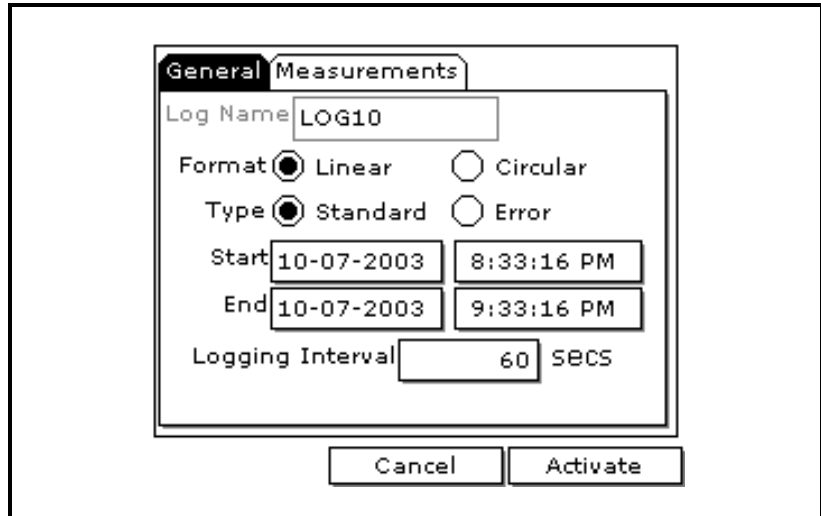 General Measurements
Log Name LOG10
Format Linear Circular
Type Standard Error
Start 10-07-2003 8:33:16 PM
End 10-07-2003 9:33:16 PM
Logging Interval 60 secs
Cancel Activate